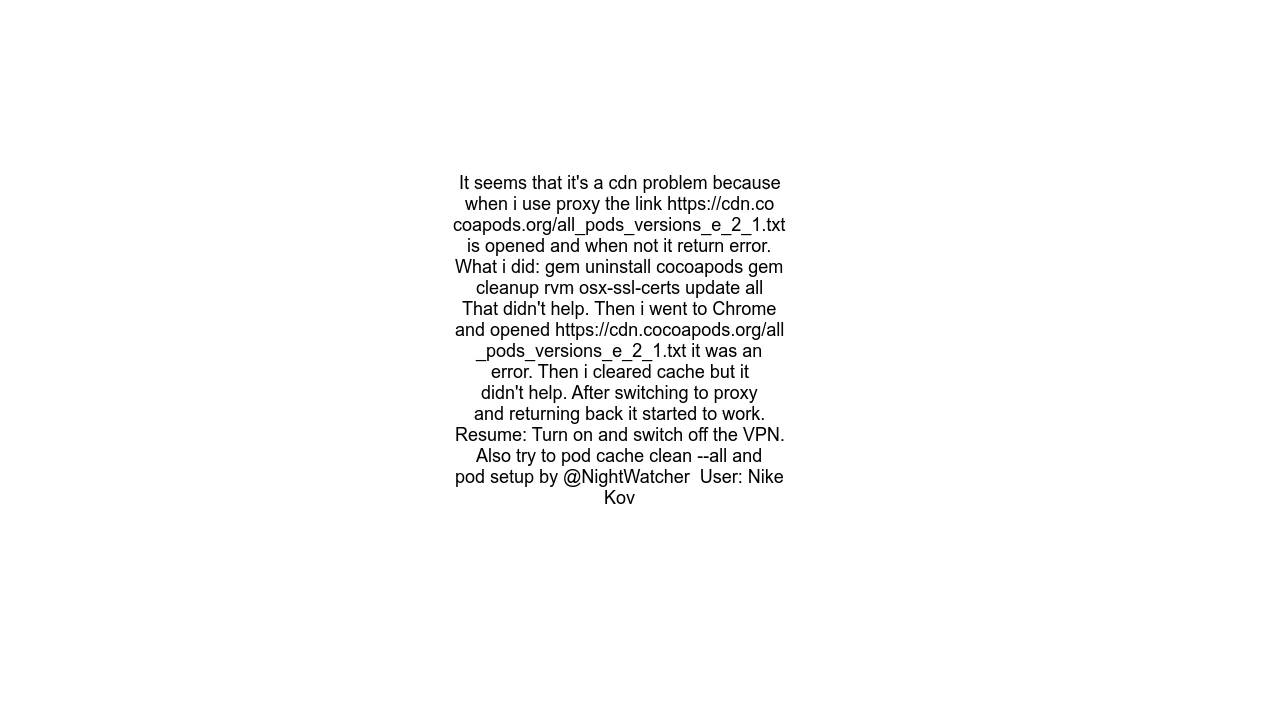 It seems that it's a cdn problem because
when i use proxy the link https://cdn.co
coapods.org/all_pods_versions_e_2_1.txt
is opened and when not it return error.
What i did: gem uninstall cocoapods gem
cleanup rvm osx-ssl-certs update all
That didn't help. Then i went to Chrome
and opened https://cdn.cocoapods.org/all
_pods_versions_e_2_1.txt it was an
error. Then i cleared cache but it
didn't help. After switching to proxy
and returning back it started to work.
Resume: Turn on and switch off the VPN.
Also try to pod cache clean --all and
pod setup by @NightWatcher  User: Nike
Kov